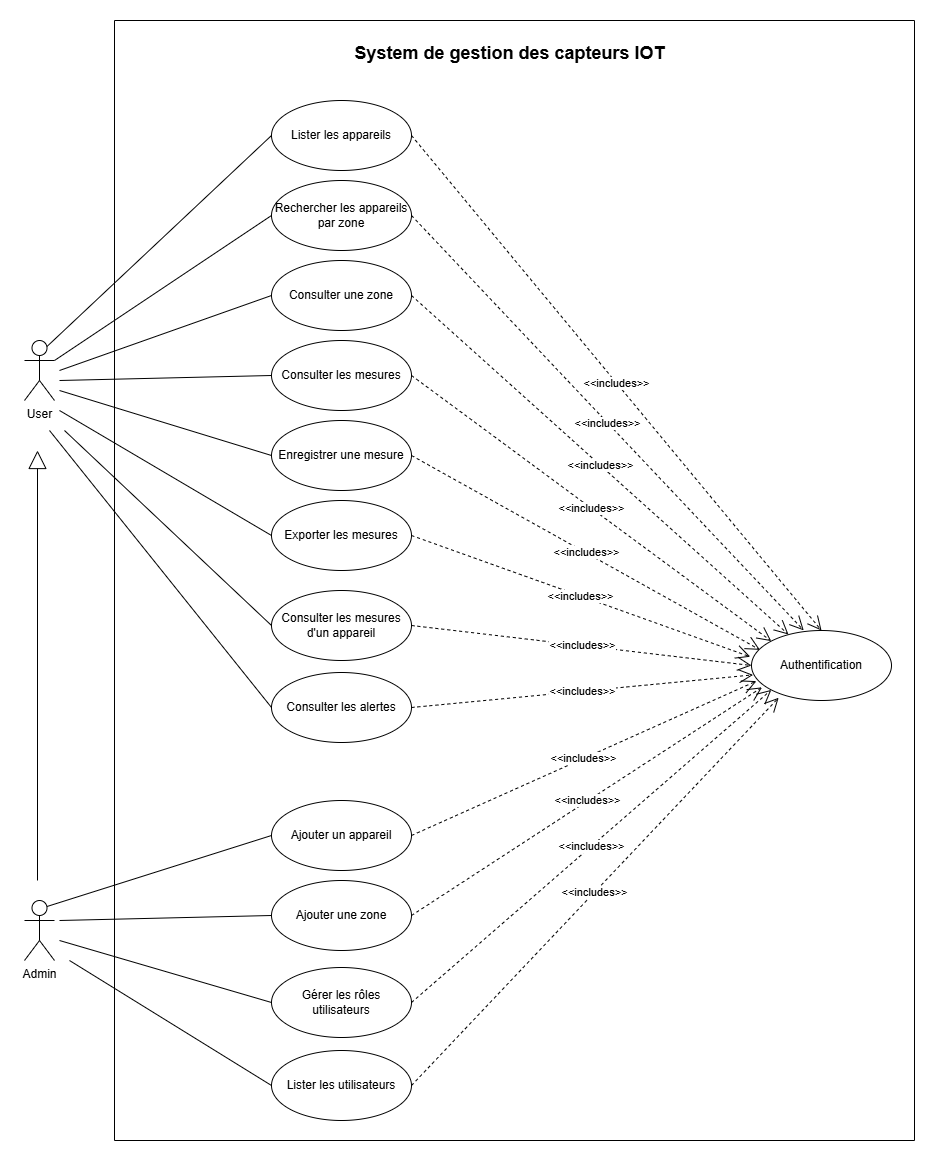 System de gestion des capteurs IOT
Lister les appareils
Rechercher les appareils
par zone
Consulter une zone
Consulter les mesures
<<includes>>
User
<<includes>>
Enregistrer une mesure
<<includes>>
<<includes>>
Exporter les mesures
<<includes>>
<<includes>>
Consulter les mesures
d'un appareil
<<includes>>
Authentification
<<includes>>
Consulter les alertes
<<includes>>
<<includes>>
Ajouter un appareil
<<includes>>
<<includes>>
Ajouter une zone
Admin
Gérer les rôles
utilisateurs
Lister les utilisateurs